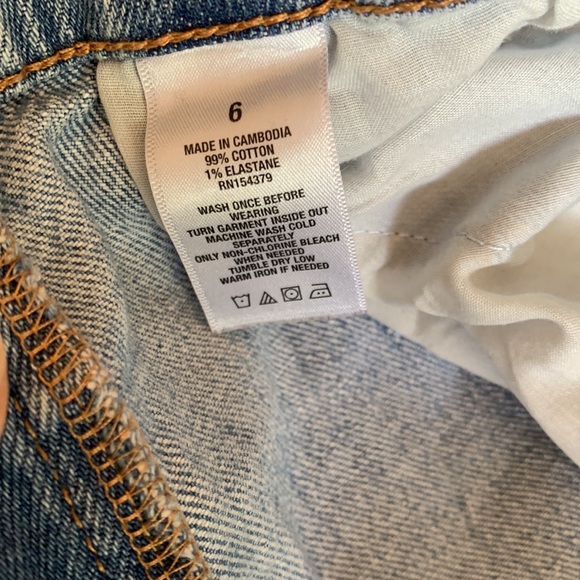 6
MADE IN CAMBODIA
99% COTTON
1% ELASTANE
RN154379
WASH ONCE BEFORE
WEARING
TURN GARMENT INSIDE OUT
MACHINE WASH COLD
SEPARATELY
ONLY NON-CHLORINE BLEACH
WHEN NEEDED
TUMBLE DRY LOW
WARM IRON IF NEEDED